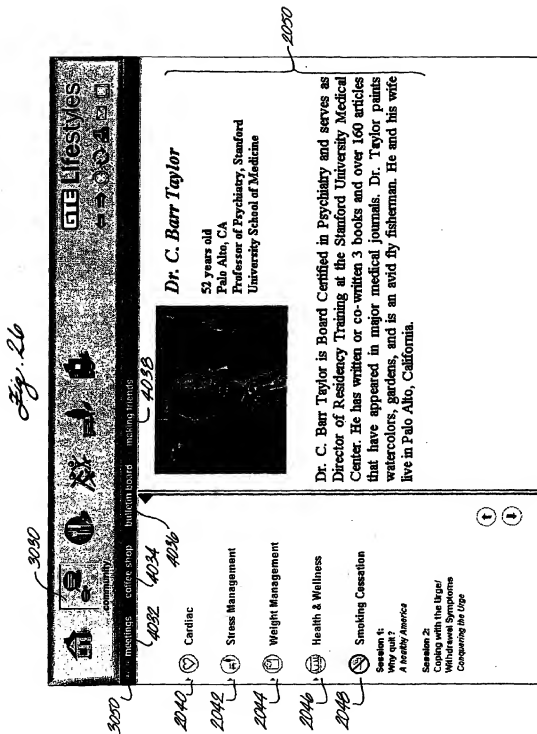 Fig. 26
3030
community
GTE Lifestyles
3050
meetings
coffee shop
bulletin board
making friends
4032
4034
4036
4038
2040
Cardiac
2042
Stress Management
2044
Weight Management
2046
Health & Wellness
2048
Smoking Cessation
Session 1:
Why quit?
A healthy America
Session 2:
Coping with the Urge/
Withdrawal Symptoms
Conquering the Urge
Dr. C. Barr Taylor
52 years old
Palo Alto, CA
Professor of Psychiatry, Stanford
University School of Medicine
Dr. C. Barr Taylor is Board Certified in Psychiatry and serves as
Director of Residency Training at the Stanford University Medical
Center. He has written or co-written 3 books and over 160 articles
that have appeared in major medical journals. Dr. Taylor paints
watercolors, gardens, and is an avid fly fisherman. He and his wife
live in Palo Alto, California.
2050